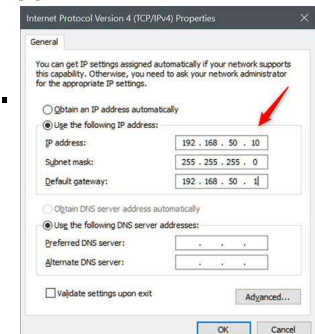 Internet Protocol Version 4 (TCP/IPv4) Properties
General
You can get IP settings assigned automatically if your network supports
this capability. Otherwise, you need to ask your network administrator
for the appropriate IP settings.
Obtain an IP address automatically
Use the following IP address:
IP address: 192 . 168 . 50 . 10
Subnet mask: 255 . 255 . 255 . 0
Default gateway: 192 . 168 . 50 . 1
Obtain DNS server address automatically
Use the following DNS server addresses:
Preferred DNS server: . . .
Alternate DNS server: . . .
Validate settings upon exit
Advanced...
OK Cancel